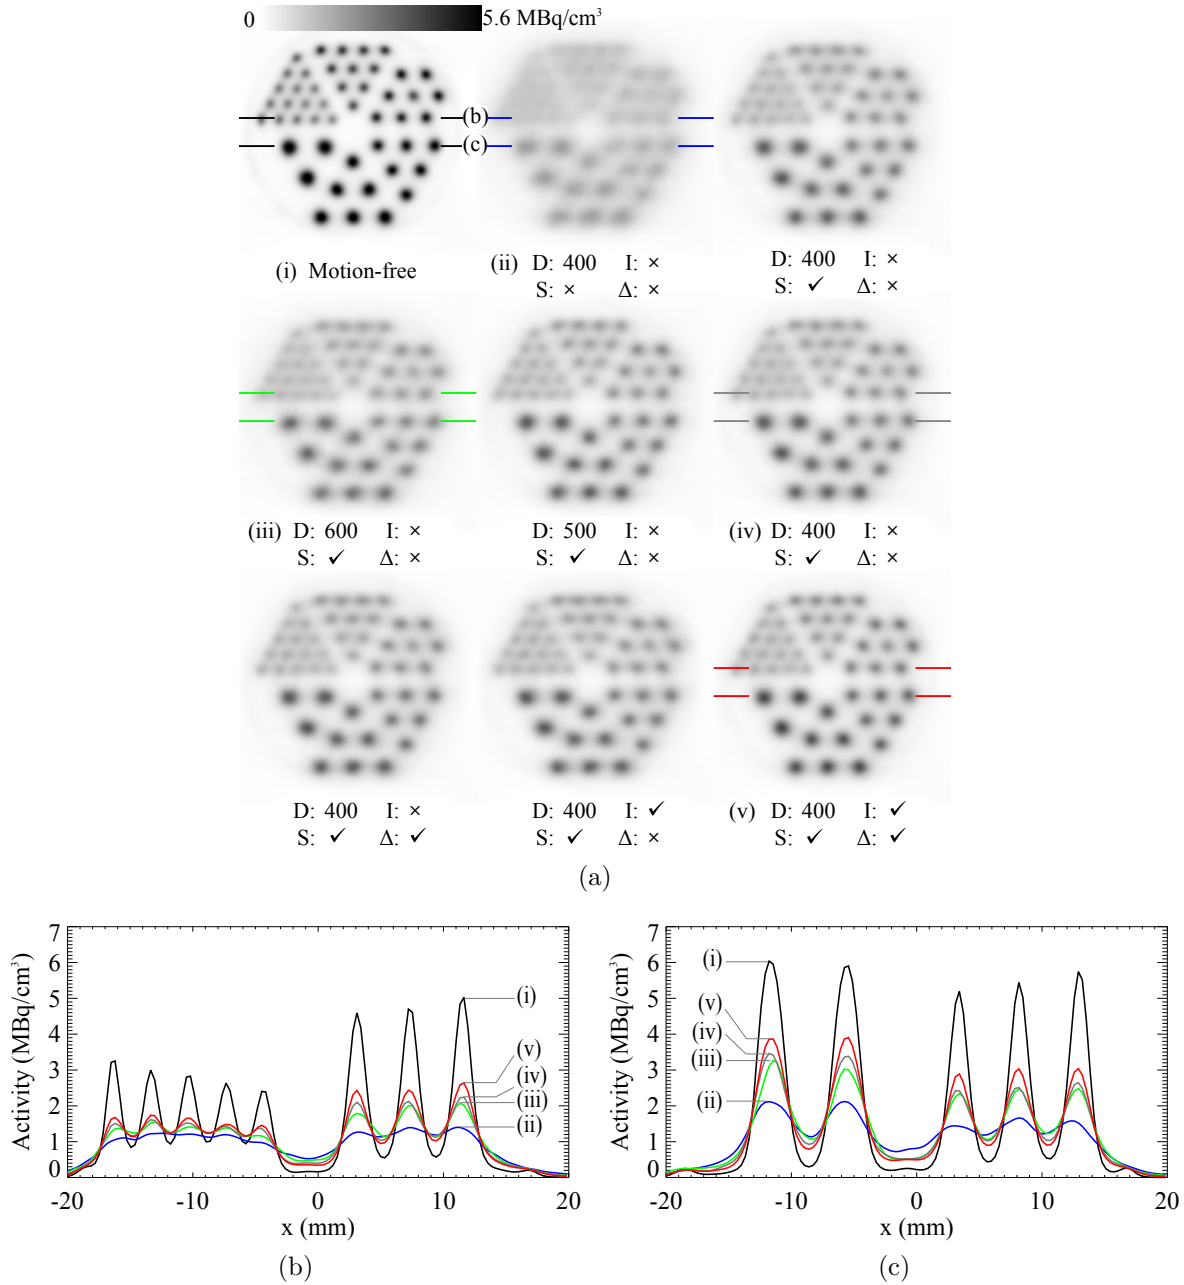 0 5.6 MBq/cm³
(b)
(c)
(i) Motion-free
(ii) D: 400 I: ×
S: × Δ: ×
D: 400 I: ×
S: ✓ Δ: ×
(iii) D: 600 I: ×
S: ✓ Δ: ×
D: 500 I: ×
S: ✓ Δ: ×
(iv) D: 400 I: ×
S: ✓ Δ: ×
D: 400 I: ×
S: ✓ Δ: ✓
D: 400 I: ✓
S: ✓ Δ: ×
(v) D: 400 I: ✓
S: ✓ Δ: ✓
(a)
Activity (MBq/cm³)
7
6
5
4
3
2
1
0
(i)
(v)
(iv)
(iii)
(ii)
-20 -10 0 10 20
x (mm)
(b)
Activity (MBq/cm³)
7
6
5
4
3
2
1
0
(i)
(v)
(iv)
(iii)
(ii)
-20 -10 0 10 20
x (mm)
(c)